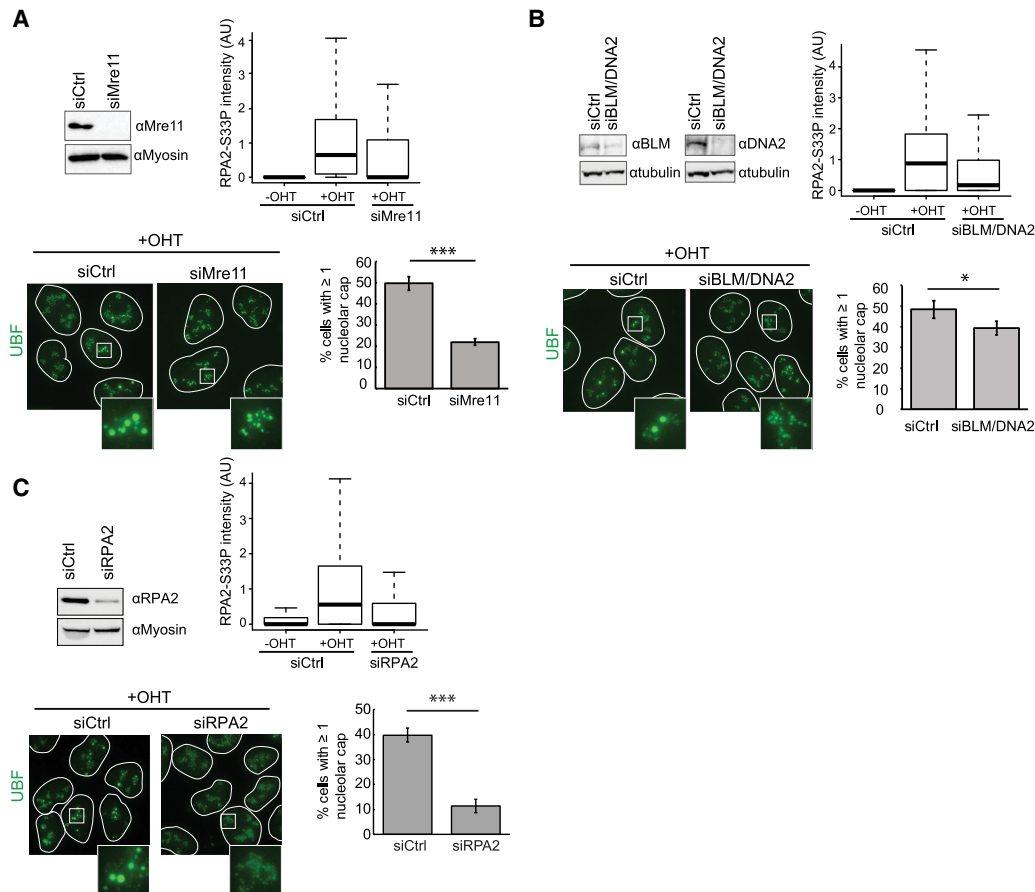 A
siCtrl
siMre11
αMre11
αMyosin
RPA2-S33P intensity (AU)
4
3
2
1
0
-OHT +OHT +OHT
siCtrl siMre11
+OHT
siCtrl siMre11
UBF
% cells with ≥ 1
nucleolar cap
60
50
40
30
20
10
0
***
siCtrl siMre11
B
siCtrl
siBLM/DNA2
siCtrl
siBLM/DNA2
αBLM αDNA2
αtubulin αtubulin
RPA2-S33P intensity (AU)
4
3
2
1
0
-OHT +OHT +OHT
siCtrl siBLM/DNA2
+OHT
siCtrl siBLM/DNA2
UBF
% cells with ≥ 1
nucleolar cap
60
50
40
30
20
10
0
*
siCtrl siBLM/DNA2
C
siCtrl
siRPA2
αRPA2
αMyosin
RPA2-S33P intensity (AU)
4
3
2
1
0
-OHT +OHT +OHT
siCtrl siRPA2
+OHT
siCtrl siRPA2
UBF
% cells with ≥ 1
nucleolar cap
50
40
30
20
10
0
***
siCtrl siRPA2